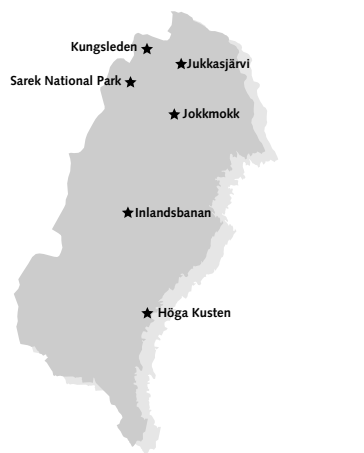 Kungsleden
Jukkasjärvi
Sarek National Park
Jokkmokk
Inlandsbanan
Höga Kusten